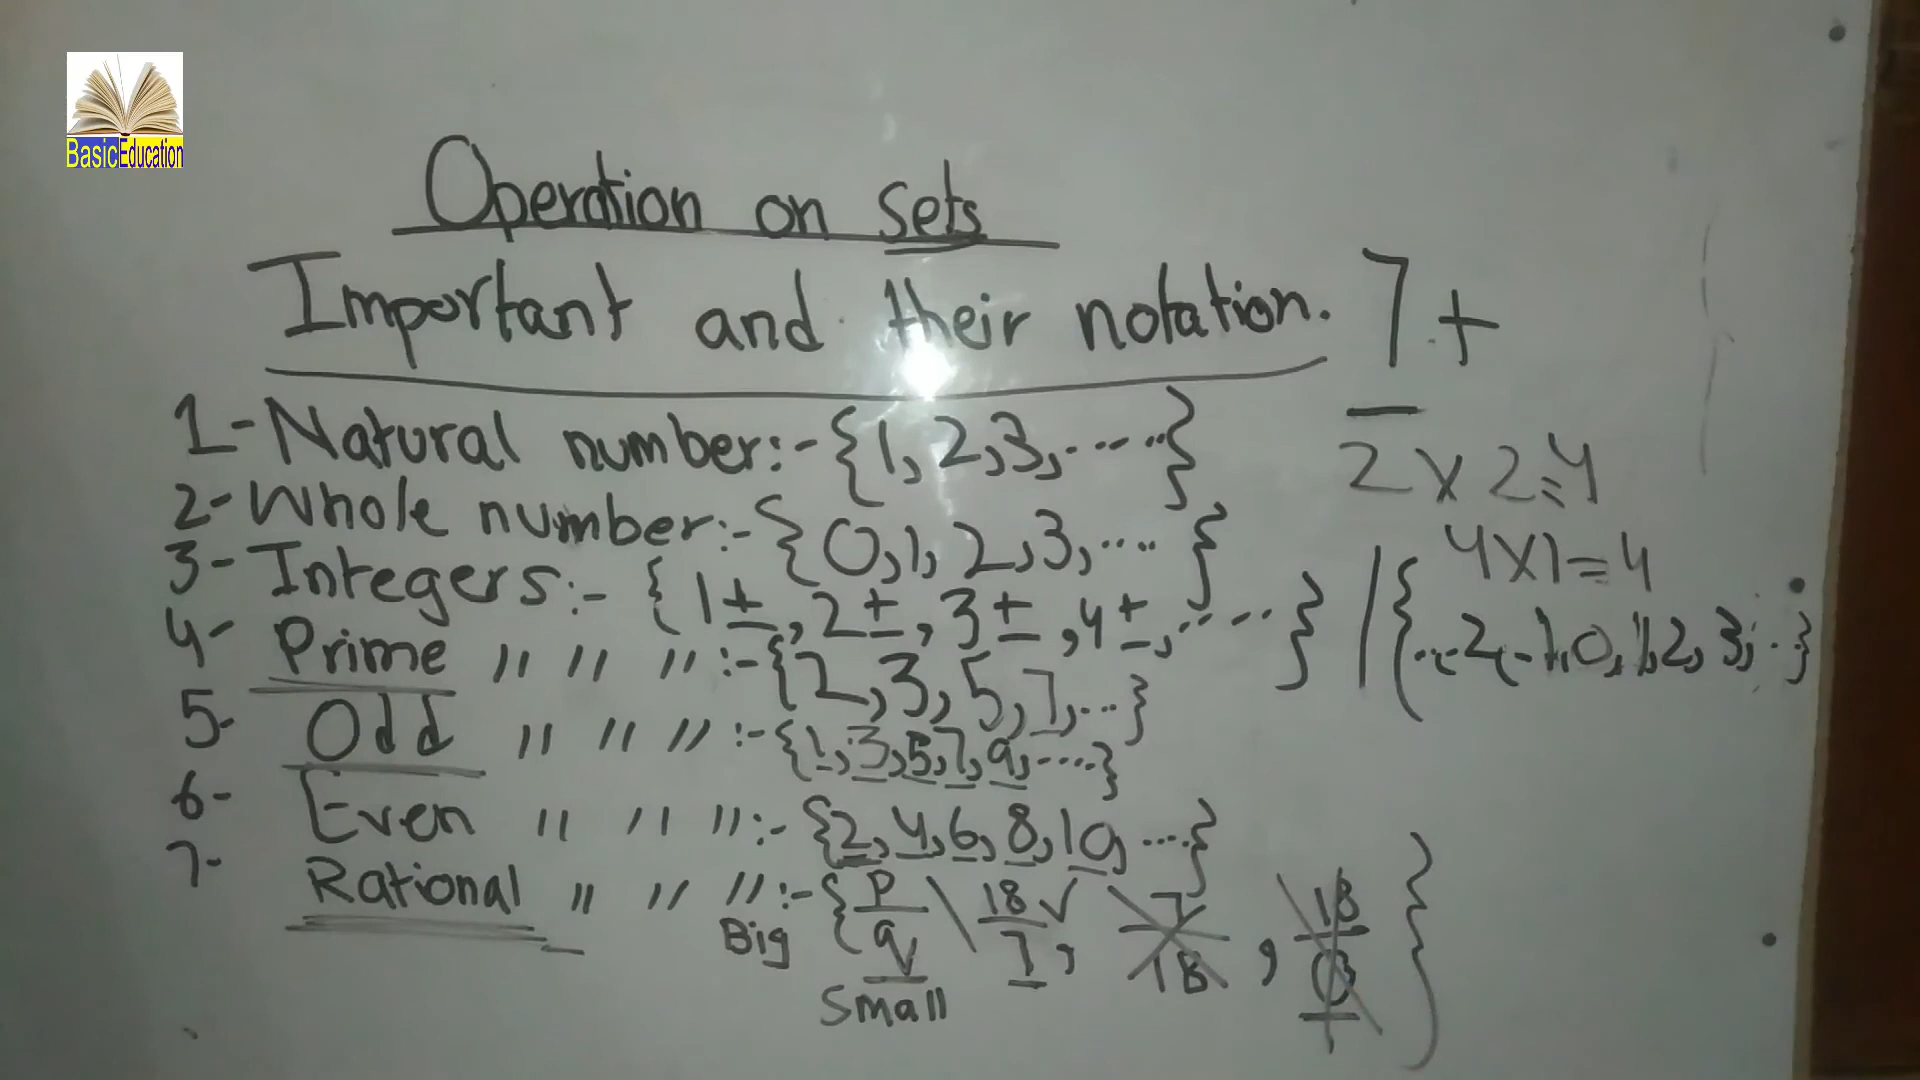 BasicEducation
Operation on sets
Important and their notation. 7+
1- Natural number:- {1, 2, 3, .....}
2 x 2 = 4
2- Whole number:- {0, 1, 2, 3, ....}
4x1=4
3- Integers:- {1±, 2±, 3±, 4±, .....} / {...-2, -1, 0, 1, 2, 3, ..}
4- Prime " " " :- {2, 3, 5, 7, ...}
5- Odd " " " :- {1, 3, 5, 7, 9, .....}
6- Even " " " :- {2, 4, 6, 8, 10, ....}
7- Rational " " " :- {p/q \ 18/7 ✓, 7/18, 18/0}
Big
Small